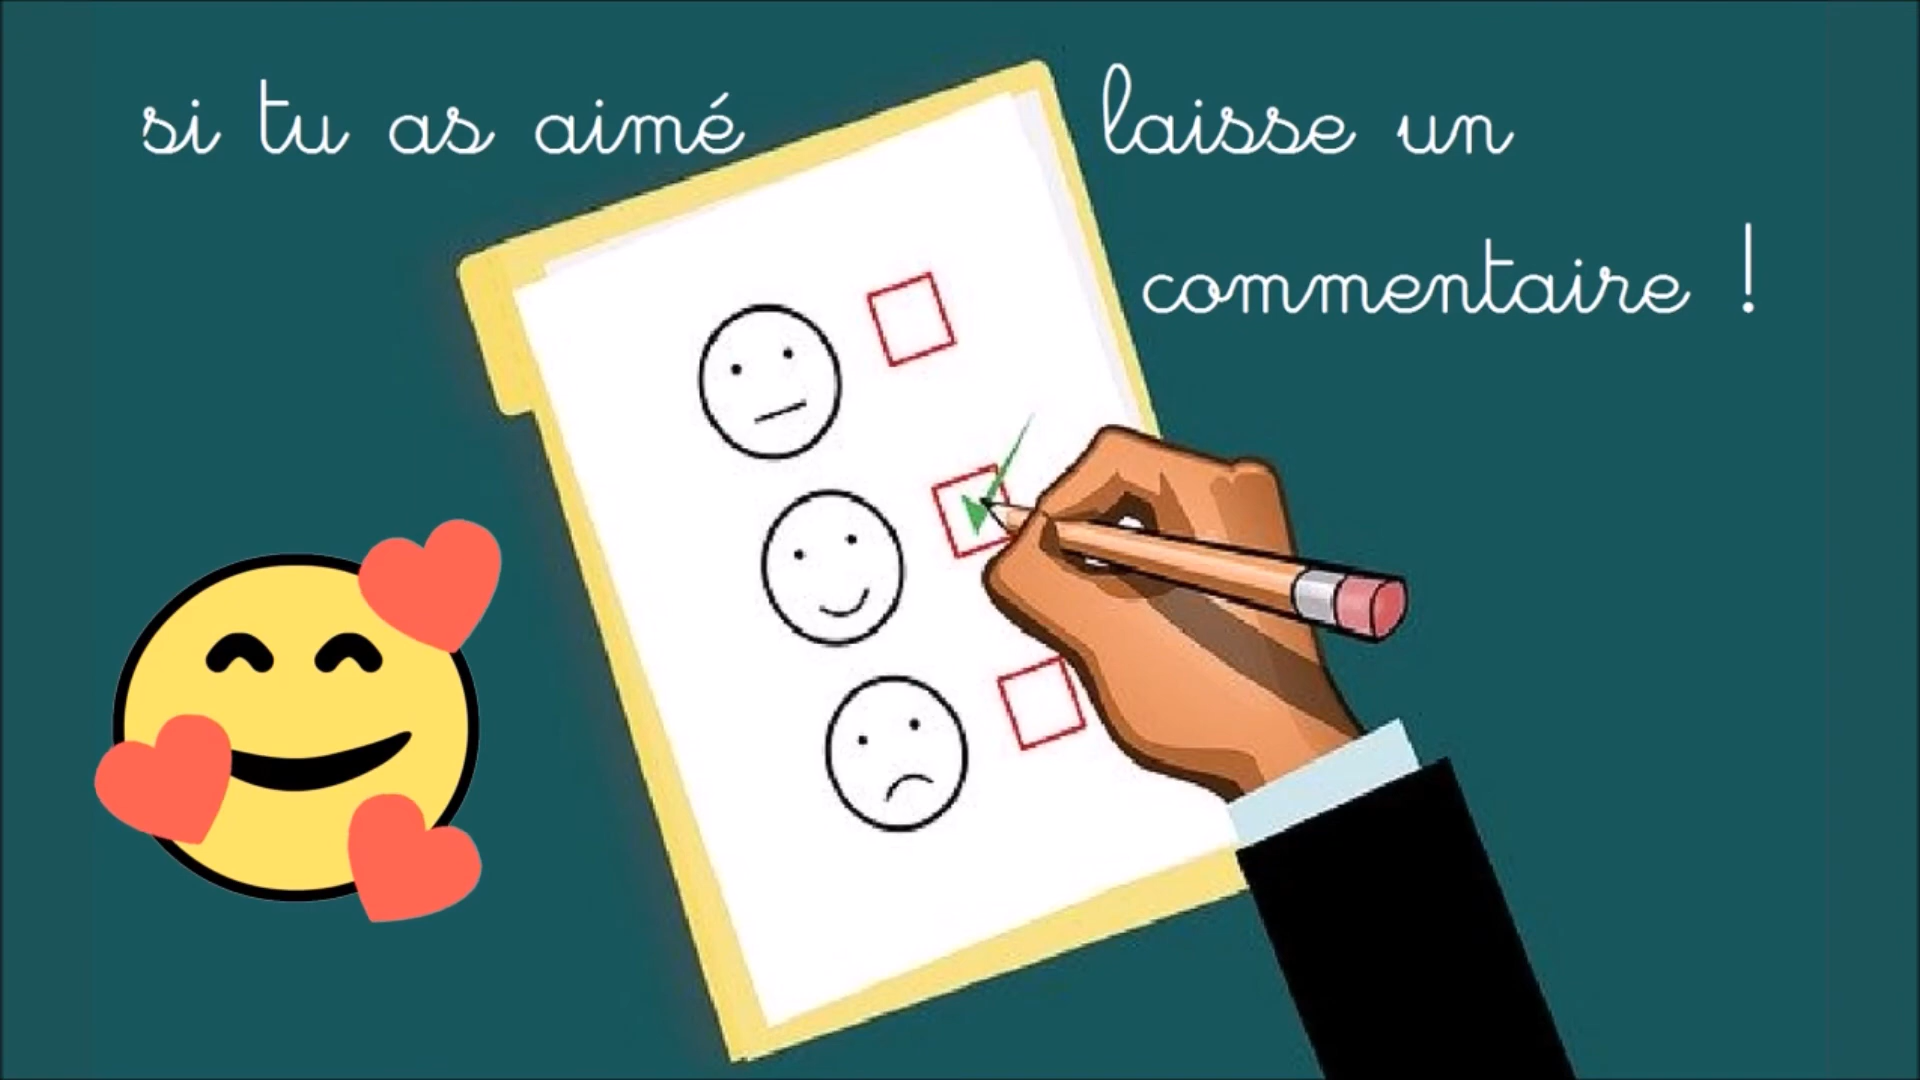 si tu as aimé
laisse un
commentaire !